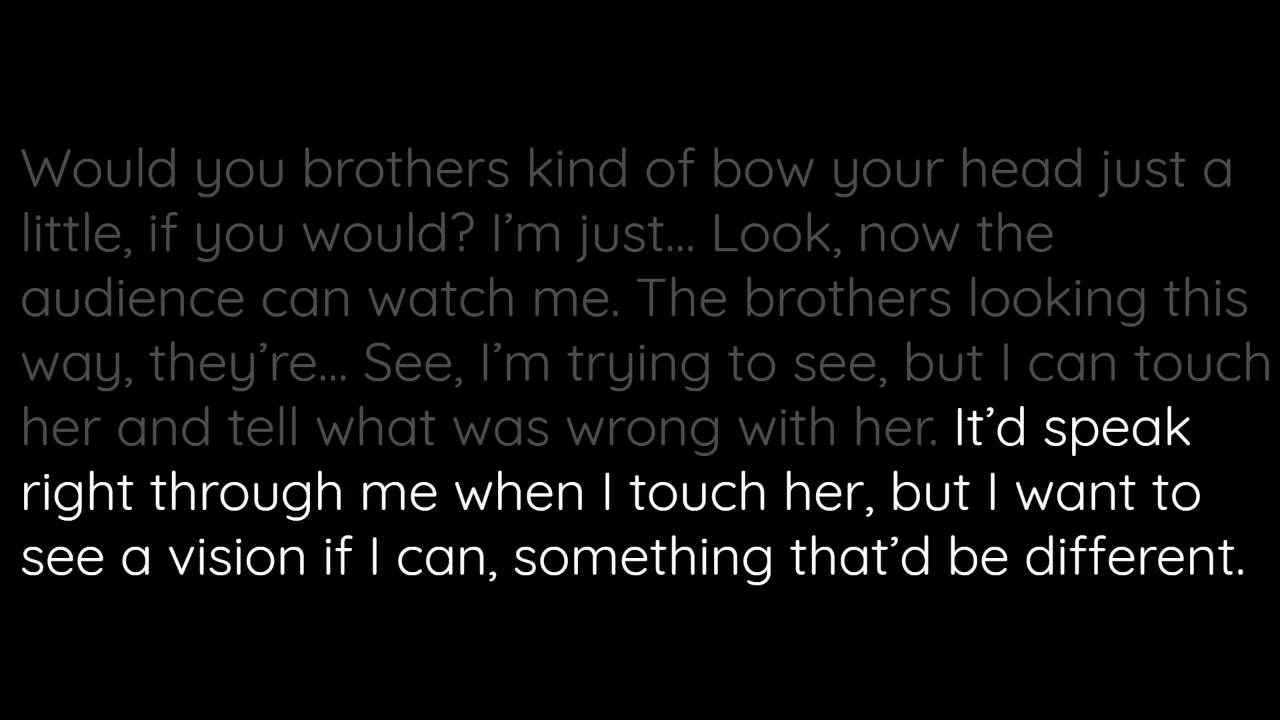 Would you brothers kind of bow your head just a
little, if you would? I’m just... Look, now the
audience can watch me. The brothers looking this
way, they’re... See, I’m trying to see, but I can touch
her and tell what was wrong with her. It’d speak
right through me when I touch her, but I want to
see a vision if I can, something that’d be different.